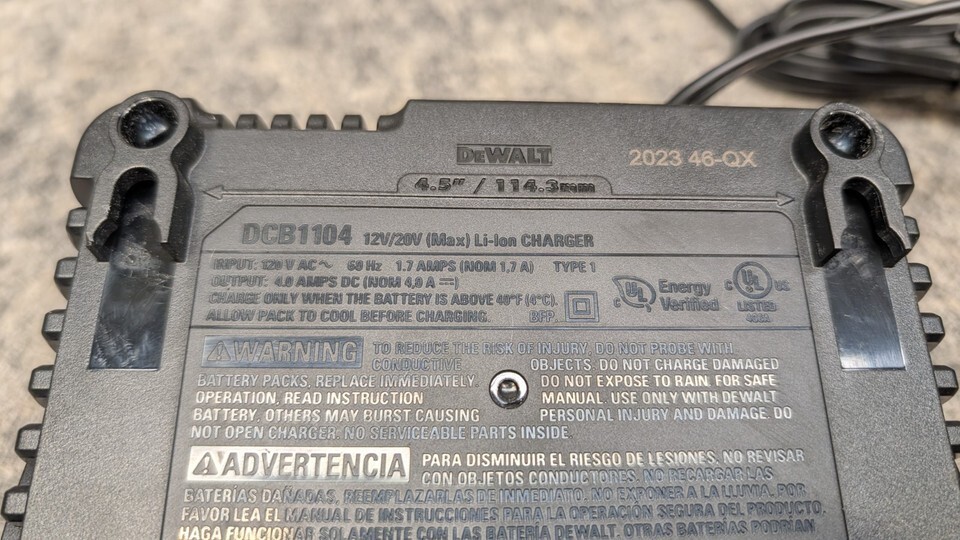 DEWALT
2023 46-QX
4.5" / 114.3mm
DCB1104 12V/20V (Max) Li-Ion CHARGER
INPUT: 120 V AC ~ 60 Hz 1.7 AMPS (NOM 1,7 A) TYPE 1
OUTPUT: 4.0 AMPS DC (NOM 4,0 A ⎓)
CHARGE ONLY WHEN THE BATTERY IS ABOVE 40°F (4°C).
ALLOW PACK TO COOL BEFORE CHARGING. BFP
C UL Energy Verified
C UL US LISTED
WARNING TO REDUCE THE RISK OF INJURY, DO NOT PROBE WITH
CONDUCTIVE OBJECTS. DO NOT CHARGE DAMAGED
BATTERY PACKS, REPLACE IMMEDIATELY. DO NOT EXPOSE TO RAIN. FOR SAFE
OPERATION, READ INSTRUCTION MANUAL. USE ONLY WITH DEWALT
BATTERY, OTHERS MAY BURST CAUSING PERSONAL INJURY AND DAMAGE. DO
NOT OPEN CHARGER. NO SERVICEABLE PARTS INSIDE.
ADVERTENCIA PARA DISMINUIR EL RIESGO DE LESIONES, NO REVISAR
CON OBJETOS CONDUCTORES. NO RECARGAR LAS
BATERÍAS DAÑADAS, REEMPLAZARLAS DE INMEDIATO. NO EXPONER A LA LLUVIA. POR
FAVOR LEA EL MANUAL DE INSTRUCCIONES PARA LA OPERACIÓN SEGURA DEL PRODUCTO.
HAGA FUNCIONAR SOLAMENTE CON LAS BATERÍA DEWALT. OTRAS BATERÍAS PODRÍAN